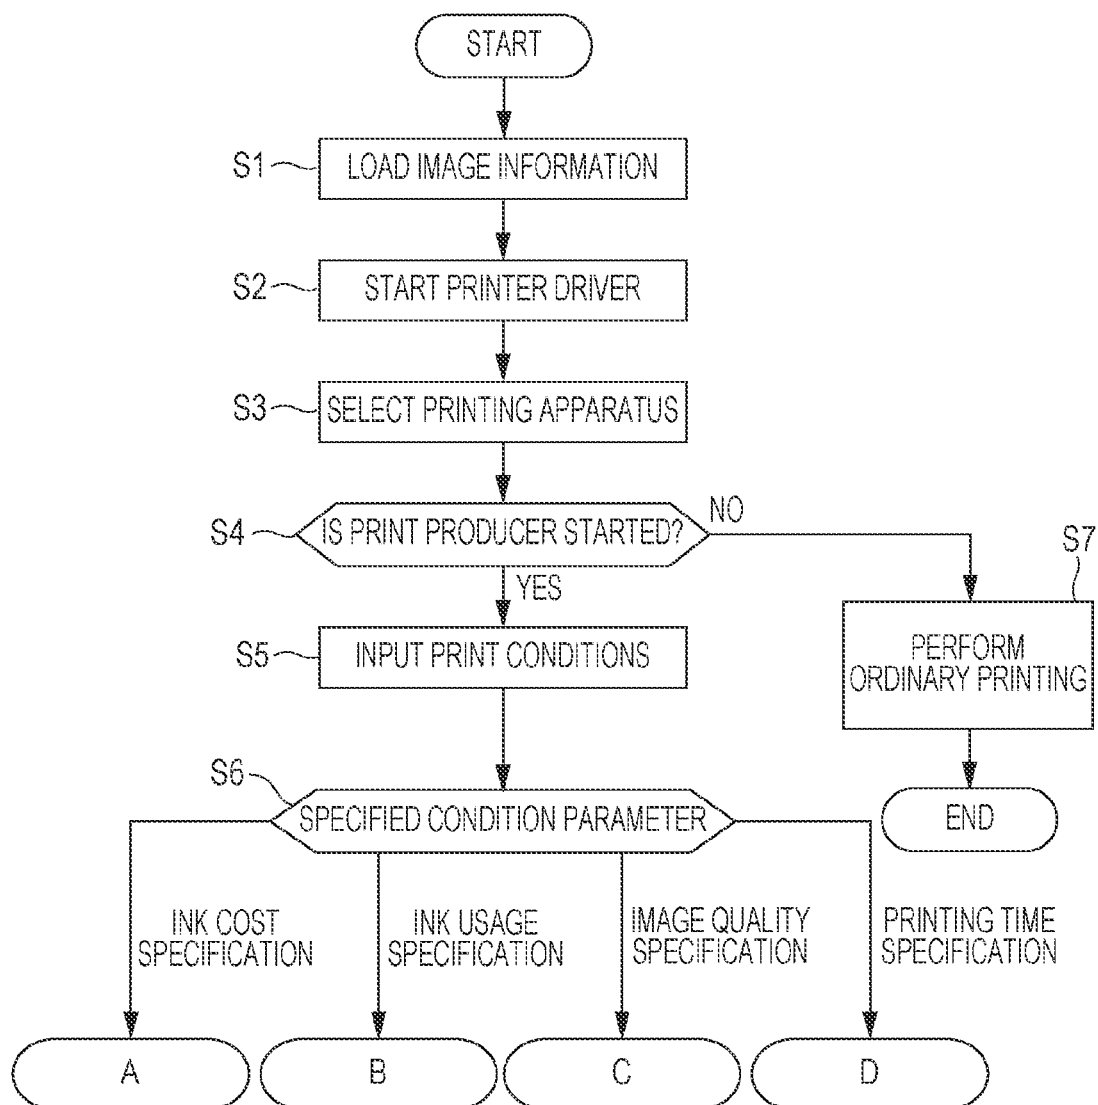 START
S1
LOAD IMAGE INFORMATION
S2
START PRINTER DRIVER
S3
SELECT PRINTING APPARATUS
S4
IS PRINT PRODUCER STARTED?
NO
YES
S7
S5
INPUT PRINT CONDITIONS
PERFORM
ORDINARY PRINTING
S6
SPECIFIED CONDITION PARAMETER
END
INK COST
SPECIFICATION
INK USAGE
SPECIFICATION
IMAGE QUALITY
SPECIFICATION
PRINTING TIME
SPECIFICATION
A
B
C
D